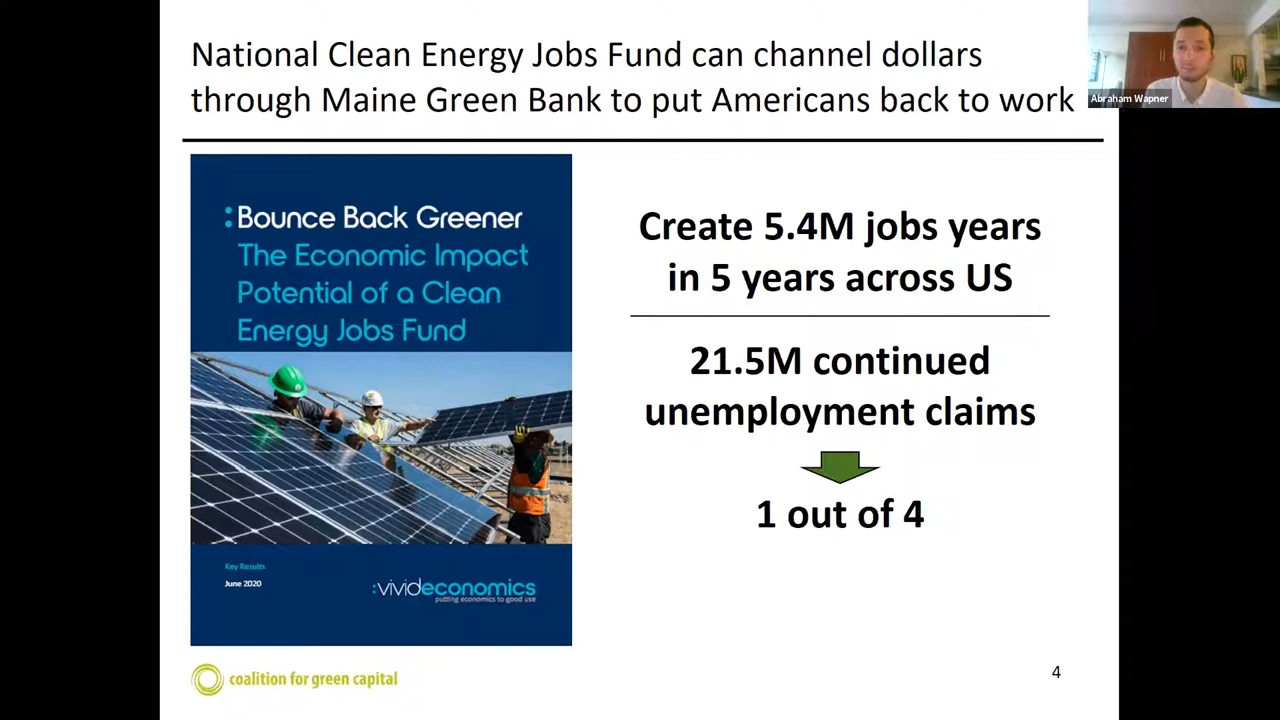 National Clean Energy Jobs Fund can channel dollars
through Maine Green Bank to put Americans back to work
Abraham Wapner
:Bounce Back Greener
The Economic Impact
Potential of a Clean
Energy Jobs Fund
Key Results
June 2020
:vivideconomics
putting economics to good use
Create 5.4M jobs years
in 5 years across US
21.5M continued
unemployment claims
1 out of 4
coalition for green capital
4